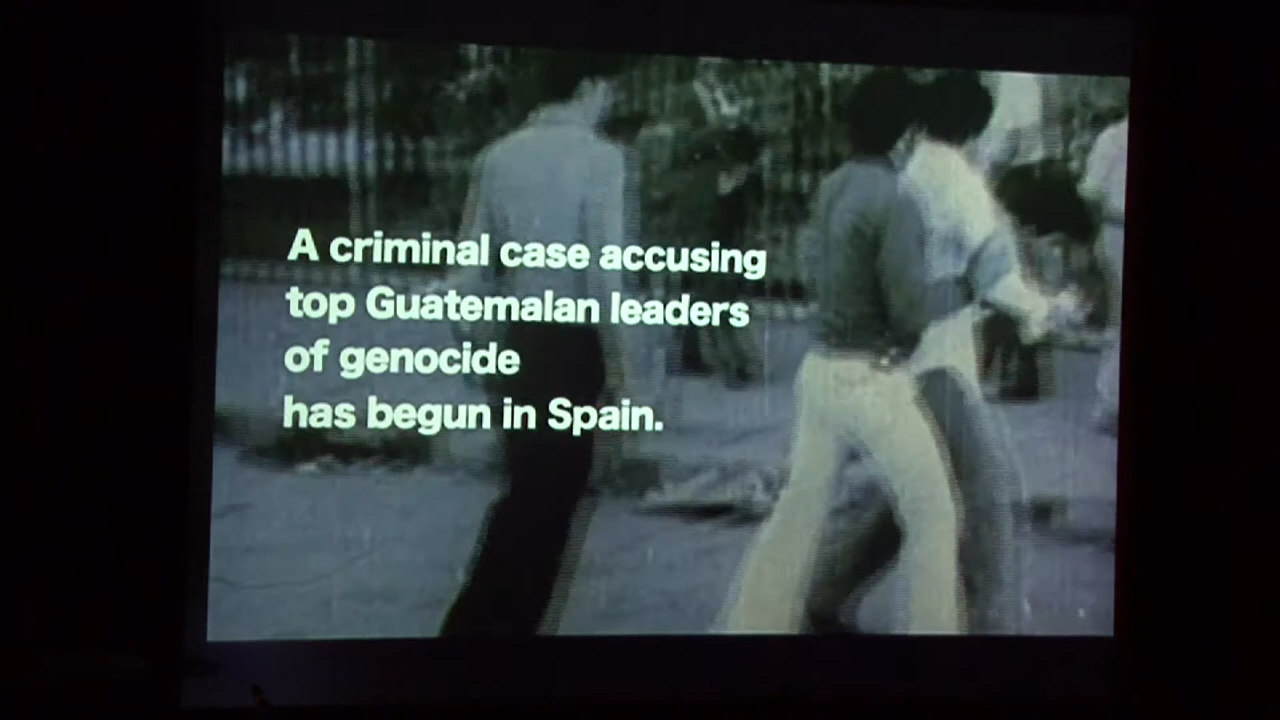 A criminal case accusing
top Guatemalan leaders
of genocide
has begun in Spain.